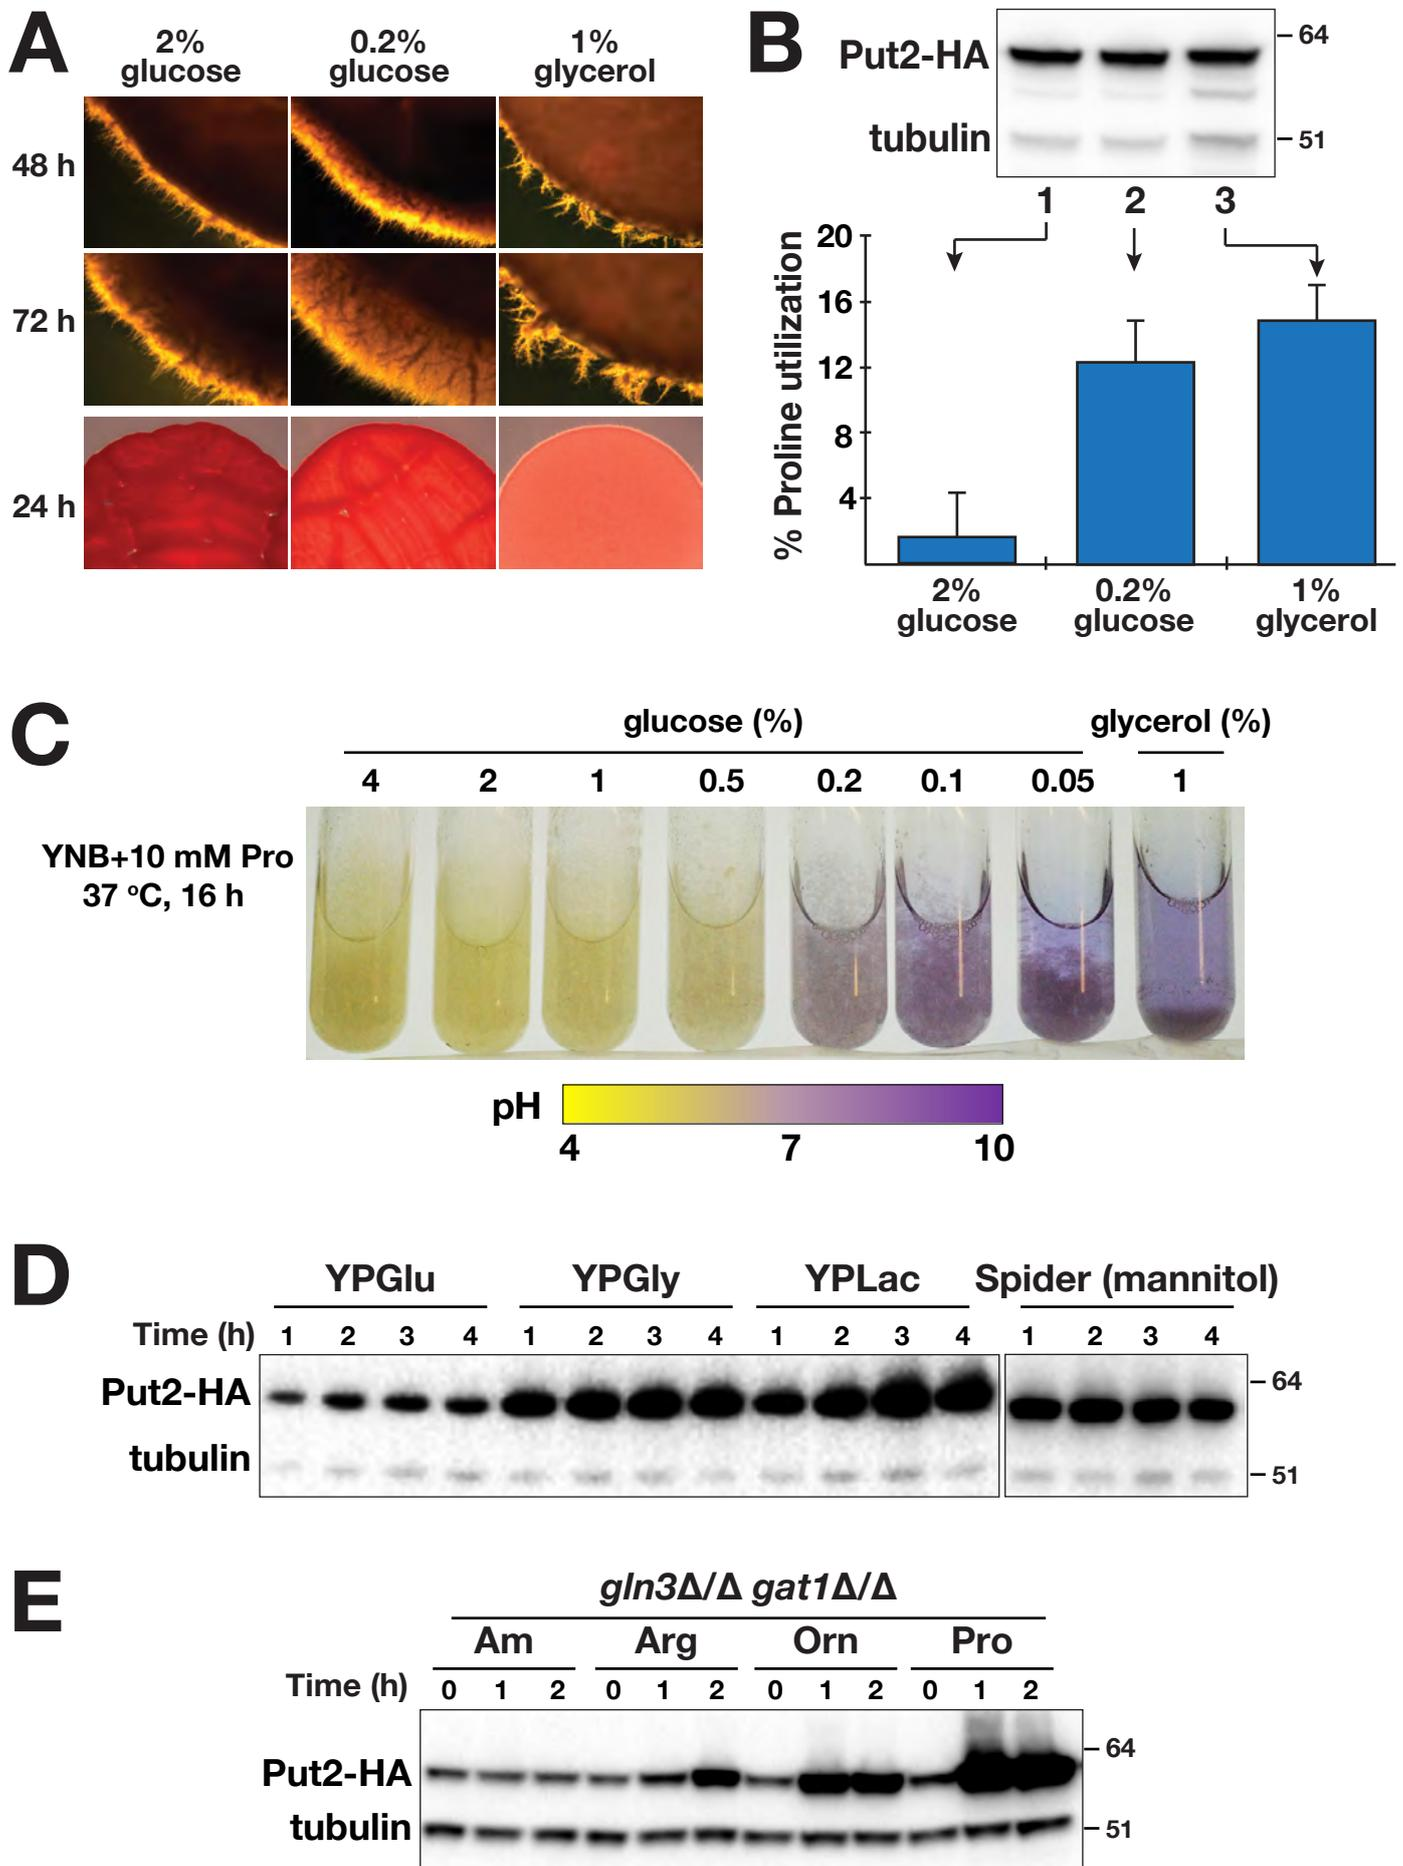 A
2%
glucose
0.2%
glucose
1%
glycerol
48 h
72 h
24 h
B
Put2-HA
tubulin
64
51
1 2 3
% Proline utilization
20
16
12
8
4
2%
glucose
0.2%
glucose
1%
glycerol
C
glucose (%) glycerol (%)
4 2 1 0.5 0.2 0.1 0.05 1
YNB+10 mM Pro
37 ºC, 16 h
pH
4 7 10
D
YPGlu YPGly YPLac Spider (mannitol)
Time (h) 1 2 3 4 1 2 3 4 1 2 3 4 1 2 3 4
Put2-HA
tubulin
64
51
E
gln3Δ/Δ gat1Δ/Δ
Am Arg Orn Pro
Time (h) 0 1 2 0 1 2 0 1 2 0 1 2
Put2-HA
tubulin
64
51